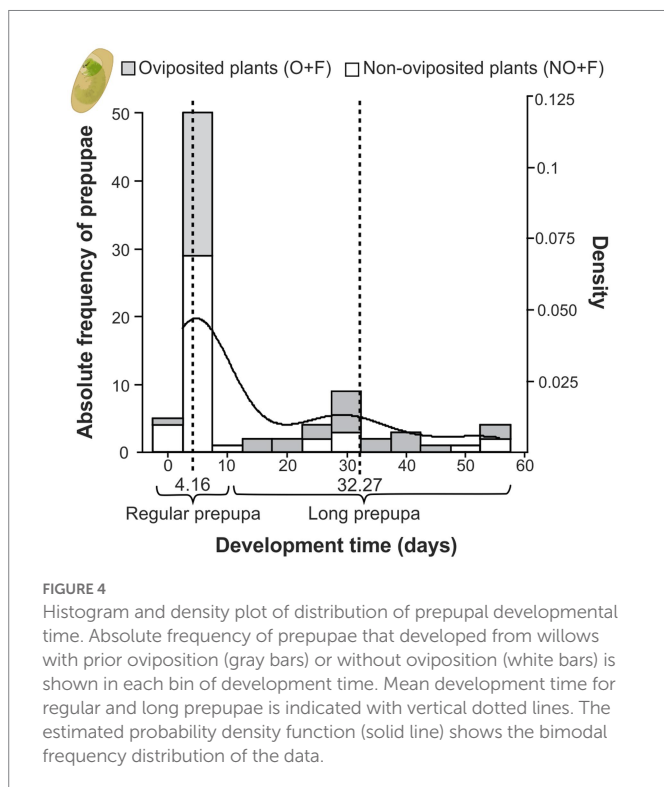 Oviposited plants (O+F) Non-oviposited plants (NO+F)
Absolute frequency of prepupae
50
40
30
20
10
0
0.125
0.1
0.075
0.050
0.025
Density
0 10 20 30 40 50 60
4.16 32.27
Regular prepupa Long prepupa
Development time (days)
FIGURE 4
Histogram and density plot of distribution of prepupal developmental
time. Absolute frequency of prepupae that developed from willows
with prior oviposition (gray bars) or without oviposition (white bars) is
shown in each bin of development time. Mean development time for
regular and long prepupae is indicated with vertical dotted lines. The
estimated probability density function (solid line) shows the bimodal
frequency distribution of the data.